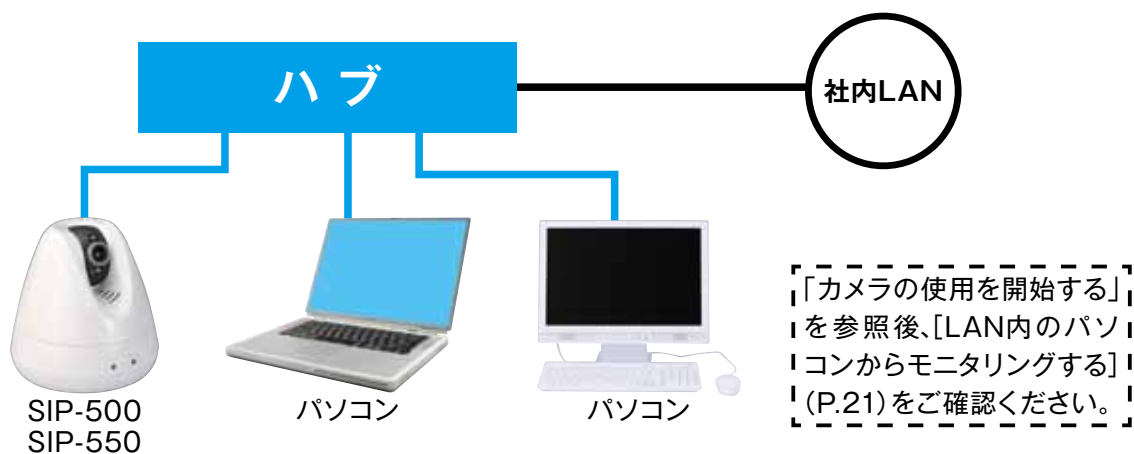 ハブ
社内LAN
「カメラの使用を開始する」
を参照後、[LAN内のパソ
コンからモニタリングする]
(P.21)をご確認ください。
SIP-500
SIP-550
パソコン
パソコン